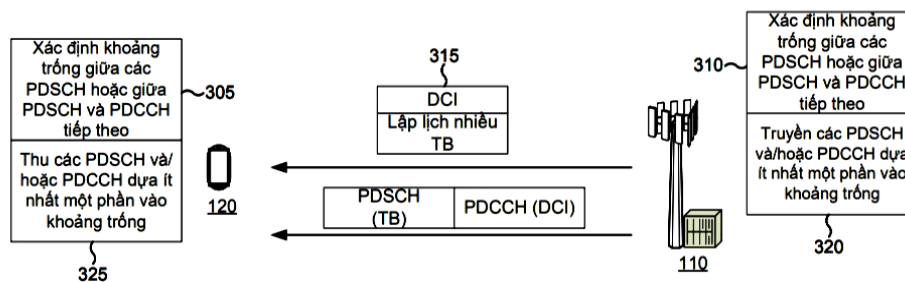 Xác định khoảng
trống giữa các
PDSCH hoặc giữa
PDSCH và PDCCH
tiếp theo
305
Thu các PDSCH và/
hoặc PDCCH dựa ít
nhất một phần vào
khoảng trống
325
120
315
DCI
Lập lịch nhiều
TB
PDSCH
(TB)
PDCCH (DCI)
110
310
Xác định khoảng
trống giữa các
PDSCH hoặc giữa
PDSCH và PDCCH
tiếp theo
Truyền các PDSCH
và/hoặc PDCCH dựa
ít nhất một phần vào
khoảng trống
320